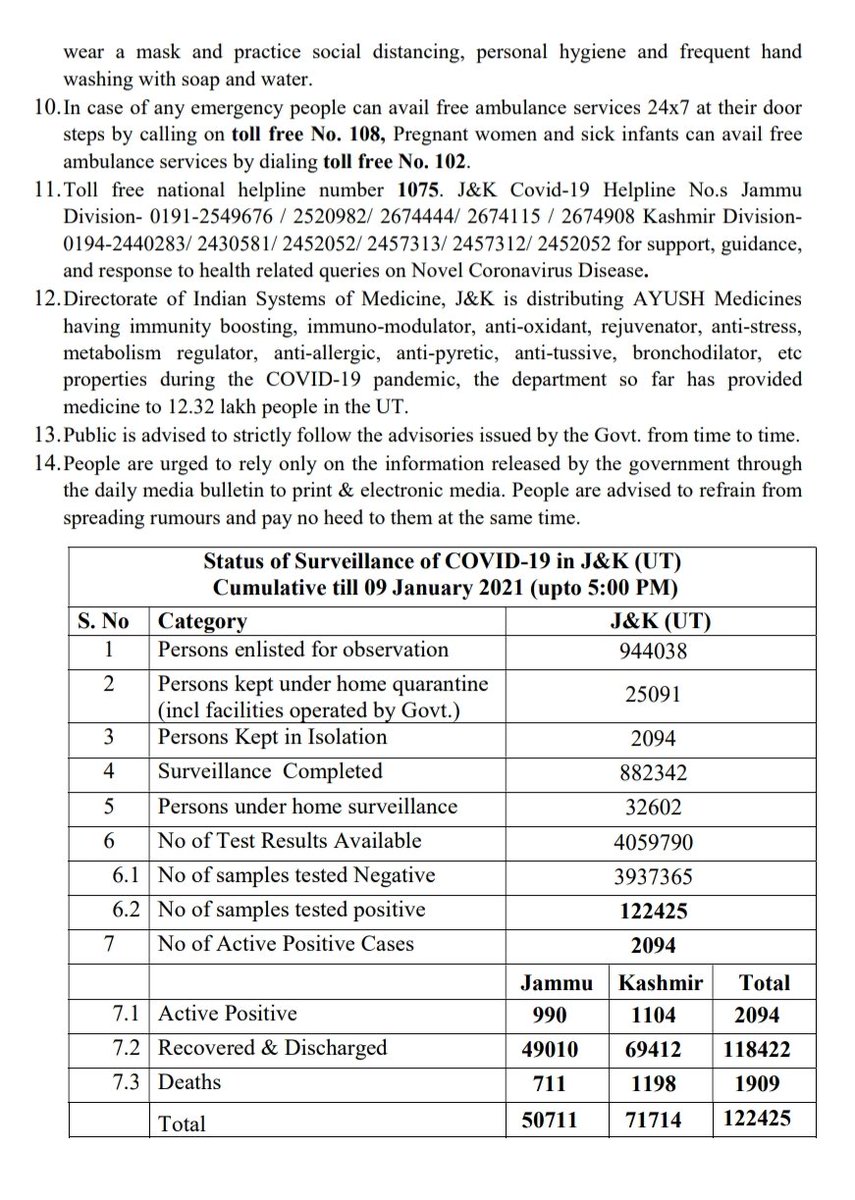 wear a mask and practice social distancing, personal hygiene and frequent hand
washing with soap and water.
10. In case of any emergency people can avail free ambulance services 24x7 at their door
steps by calling on toll free No. 108, Pregnant women and sick infants can avail free
ambulance services by dialing toll free No. 102.
11. Toll free national helpline number 1075. J&K Covid-19 Helpline No.s Jammu
Division- 0191-2549676 / 2520982/ 2674444/ 2674115 / 2674908 Kashmir Division-
0194-2440283/ 2430581/ 2452052/ 2457313/ 2457312/ 2452052 for support, guidance,
and response to health related queries on Novel Coronavirus Disease.
12. Directorate of Indian Systems of Medicine, J&K is distributing AYUSH Medicines
having immunity boosting, immuno-modulator, anti-oxidant, rejuvenator, anti-stress,
metabolism regulator, anti-allergic, anti-pyretic, anti-tussive, bronchodilator, etc
properties during the COVID-19 pandemic, the department so far has provided
medicine to 12.32 lakh people in the UT.
13. Public is advised to strictly follow the advisories issued by the Govt. from time to time.
14. People are urged to rely only on the information released by the government through
the daily media bulletin to print & electronic media. People are advised to refrain from
spreading rumours and pay no heed to them at the same time.
Status of Surveillance of COVID-19 in J&K (UT)
Cumulative till 09 January 2021 (upto 5:00 PM)
S. No Category J&K (UT)
1 Persons enlisted for observation 944038
2 Persons kept under home quarantine
(incl facilities operated by Govt.) 25091
3 Persons Kept in Isolation 2094
4 Surveillance Completed 882342
5 Persons under home surveillance 32602
6 No of Test Results Available 4059790
6.1 No of samples tested Negative 3937365
6.2 No of samples tested positive 122425
7 No of Active Positive Cases 2094
Jammu Kashmir Total
7.1 Active Positive 990 1104 2094
7.2 Recovered & Discharged 49010 69412 118422
7.3 Deaths 711 1198 1909
Total 50711 71714 122425